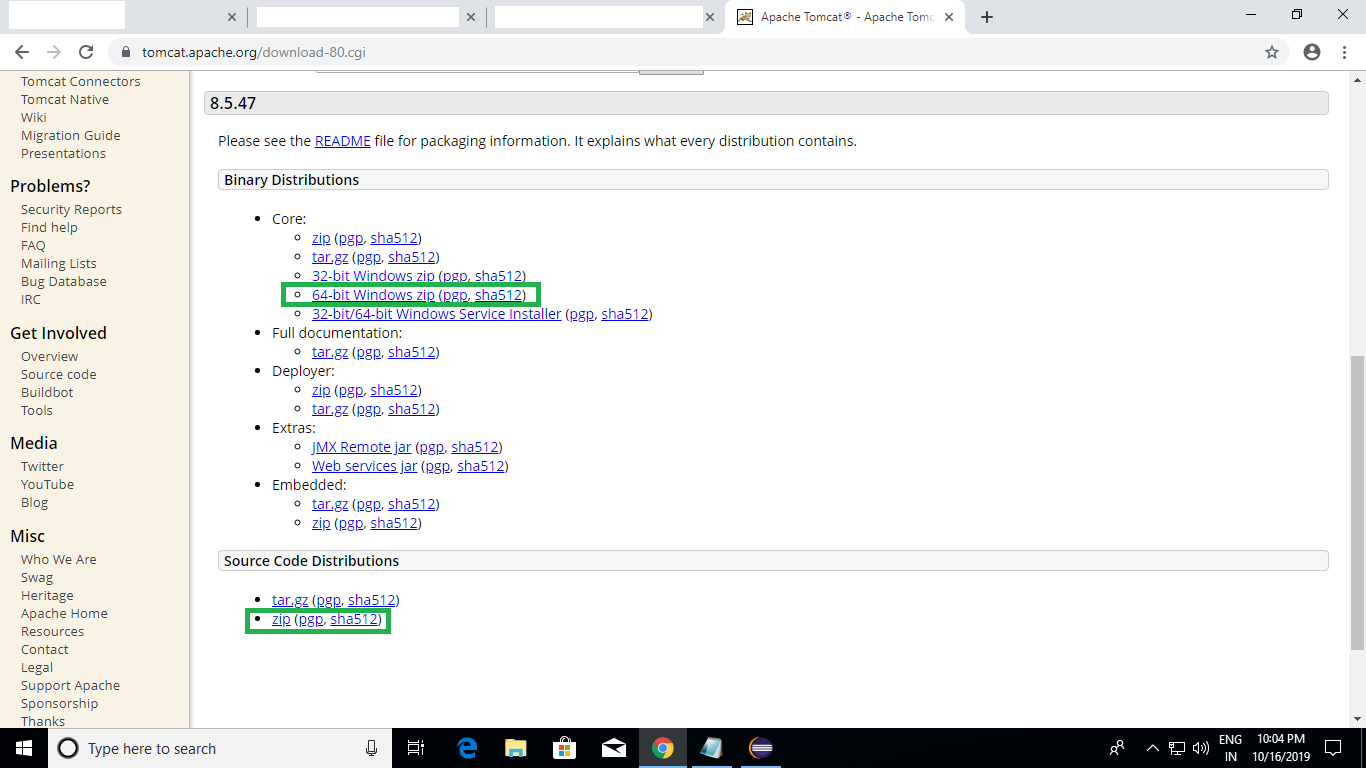 Apache Tomcat® - Apache Tomc
tomcat.apache.org/download-80.cgi
Tomcat Connectors
Tomcat Native
Wiki
Migration Guide
Presentations
Problems?
Security Reports
Find help
FAQ
Mailing Lists
Bug Database
IRC
Get Involved
Overview
Source code
Buildbot
Tools
Media
Twitter
YouTube
Blog
Misc
Who We Are
Swag
Heritage
Apache Home
Resources
Contact
Legal
Support Apache
Sponsorship
Thanks
8.5.47
Please see the README file for packaging information. It explains what every distribution contains.
Binary Distributions
Core:
zip (pgp, sha512)
tar.gz (pgp, sha512)
32-bit Windows zip (pgp, sha512)
64-bit Windows zip (pgp, sha512)
32-bit/64-bit Windows Service Installer (pgp, sha512)
Full documentation:
tar.gz (pgp, sha512)
Deployer:
zip (pgp, sha512)
tar.gz (pgp, sha512)
Extras:
JMX Remote jar (pgp, sha512)
Web services jar (pgp, sha512)
Embedded:
tar.gz (pgp, sha512)
zip (pgp, sha512)
Source Code Distributions
tar.gz (pgp, sha512)
zip (pgp, sha512)
Type here to search
ENG
IN
10:04 PM
10/16/2019